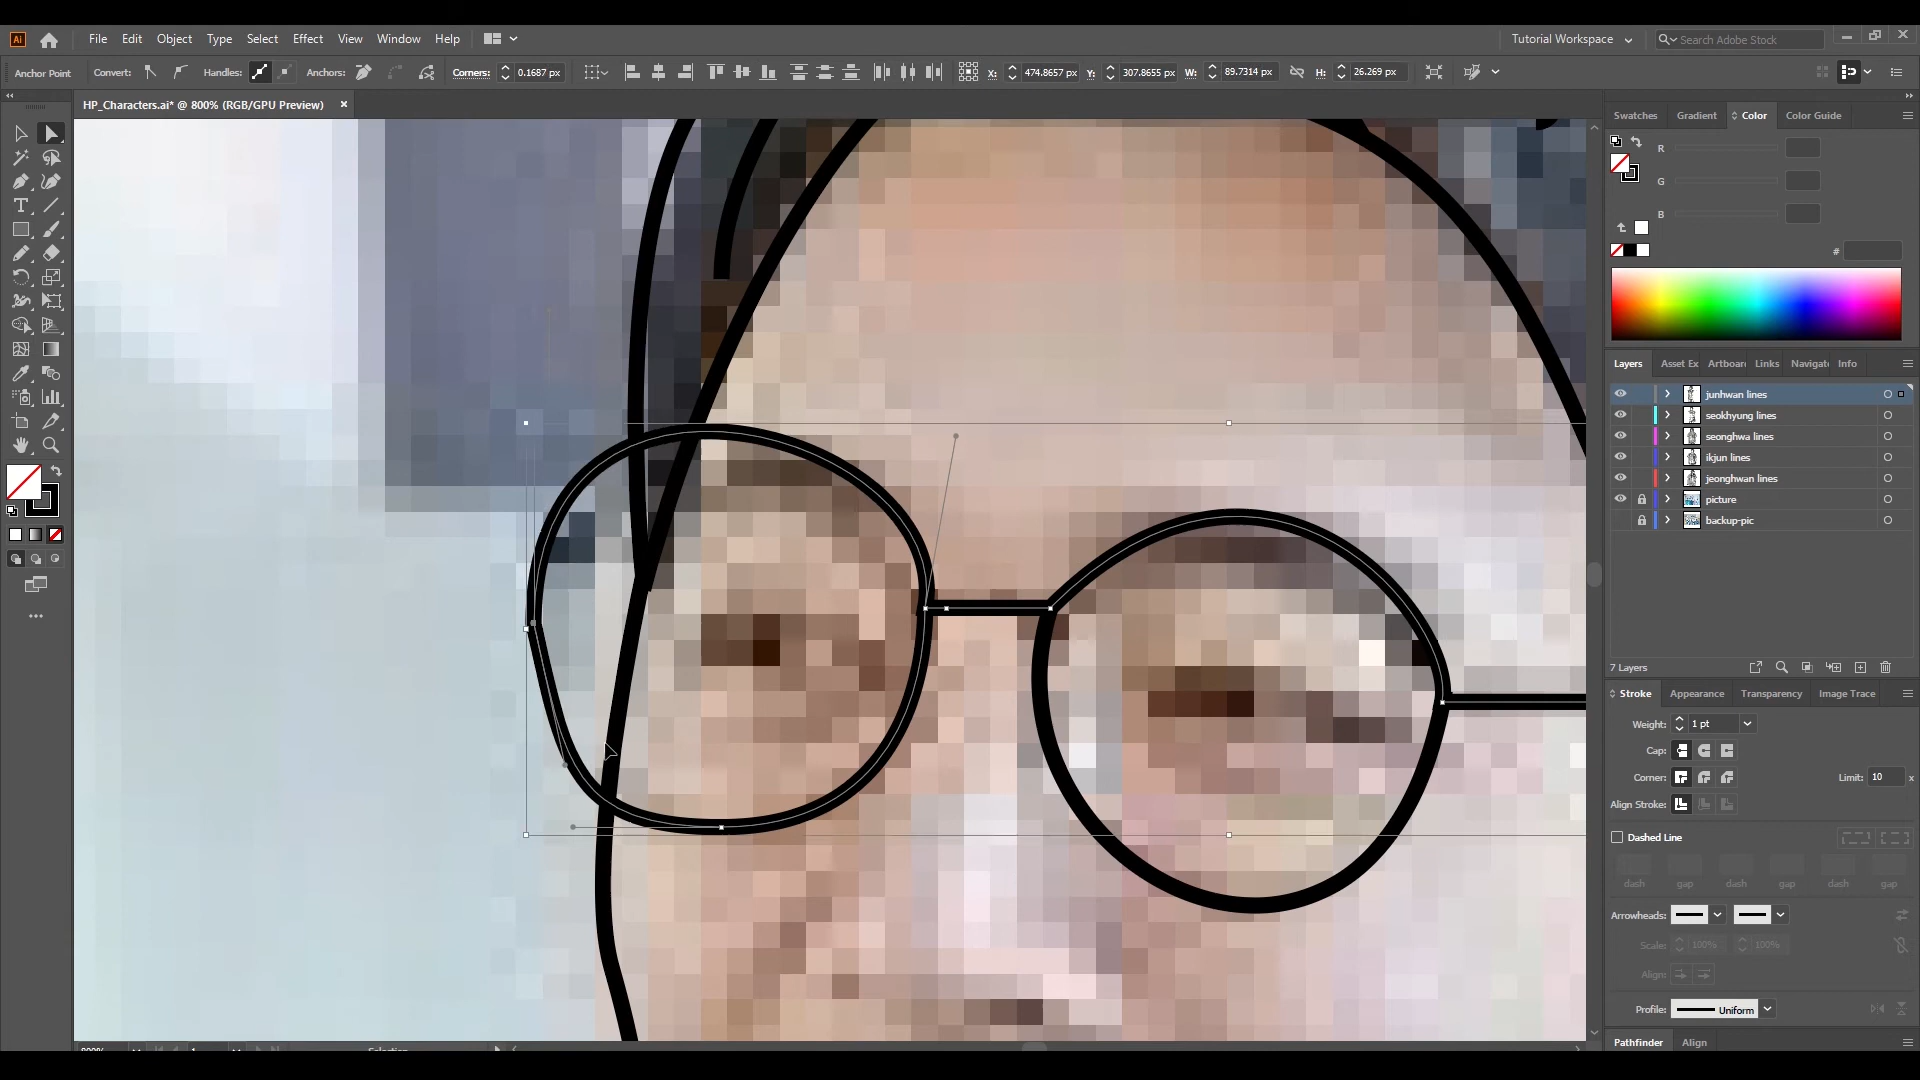 Ai File Edit Object Type Select Effect View Window Help Tutorial Workspace Search Adobe Stock
Anchor Point Convert: Handles: Anchors: Corners: 0.1687 px X: 474.8657 px Y: 307.8655 px W: 89.7314 px H: 26.269 px
HP_Characters.ai* @ 800% (RGB/GPU Preview) ×
Swatches Gradient Color Color Guide
R
G
B
#
Layers Asset Ex Artboar Links Navigato Info
junhwan lines
seokhyung lines
seonghwa lines
ikjun lines
jeonghwan lines
picture
backup-pic
7 Layers
Stroke Appearance Transparency Image Trace
Weight: 1 pt
Cap:
Corner: Limit: 10 x
Align Stroke:
Dashed Line
dash gap dash gap dash gap
Arrowheads:
Scale: 100% 100%
Align:
Profile: Uniform
Pathfinder Align
800% 1 Selection